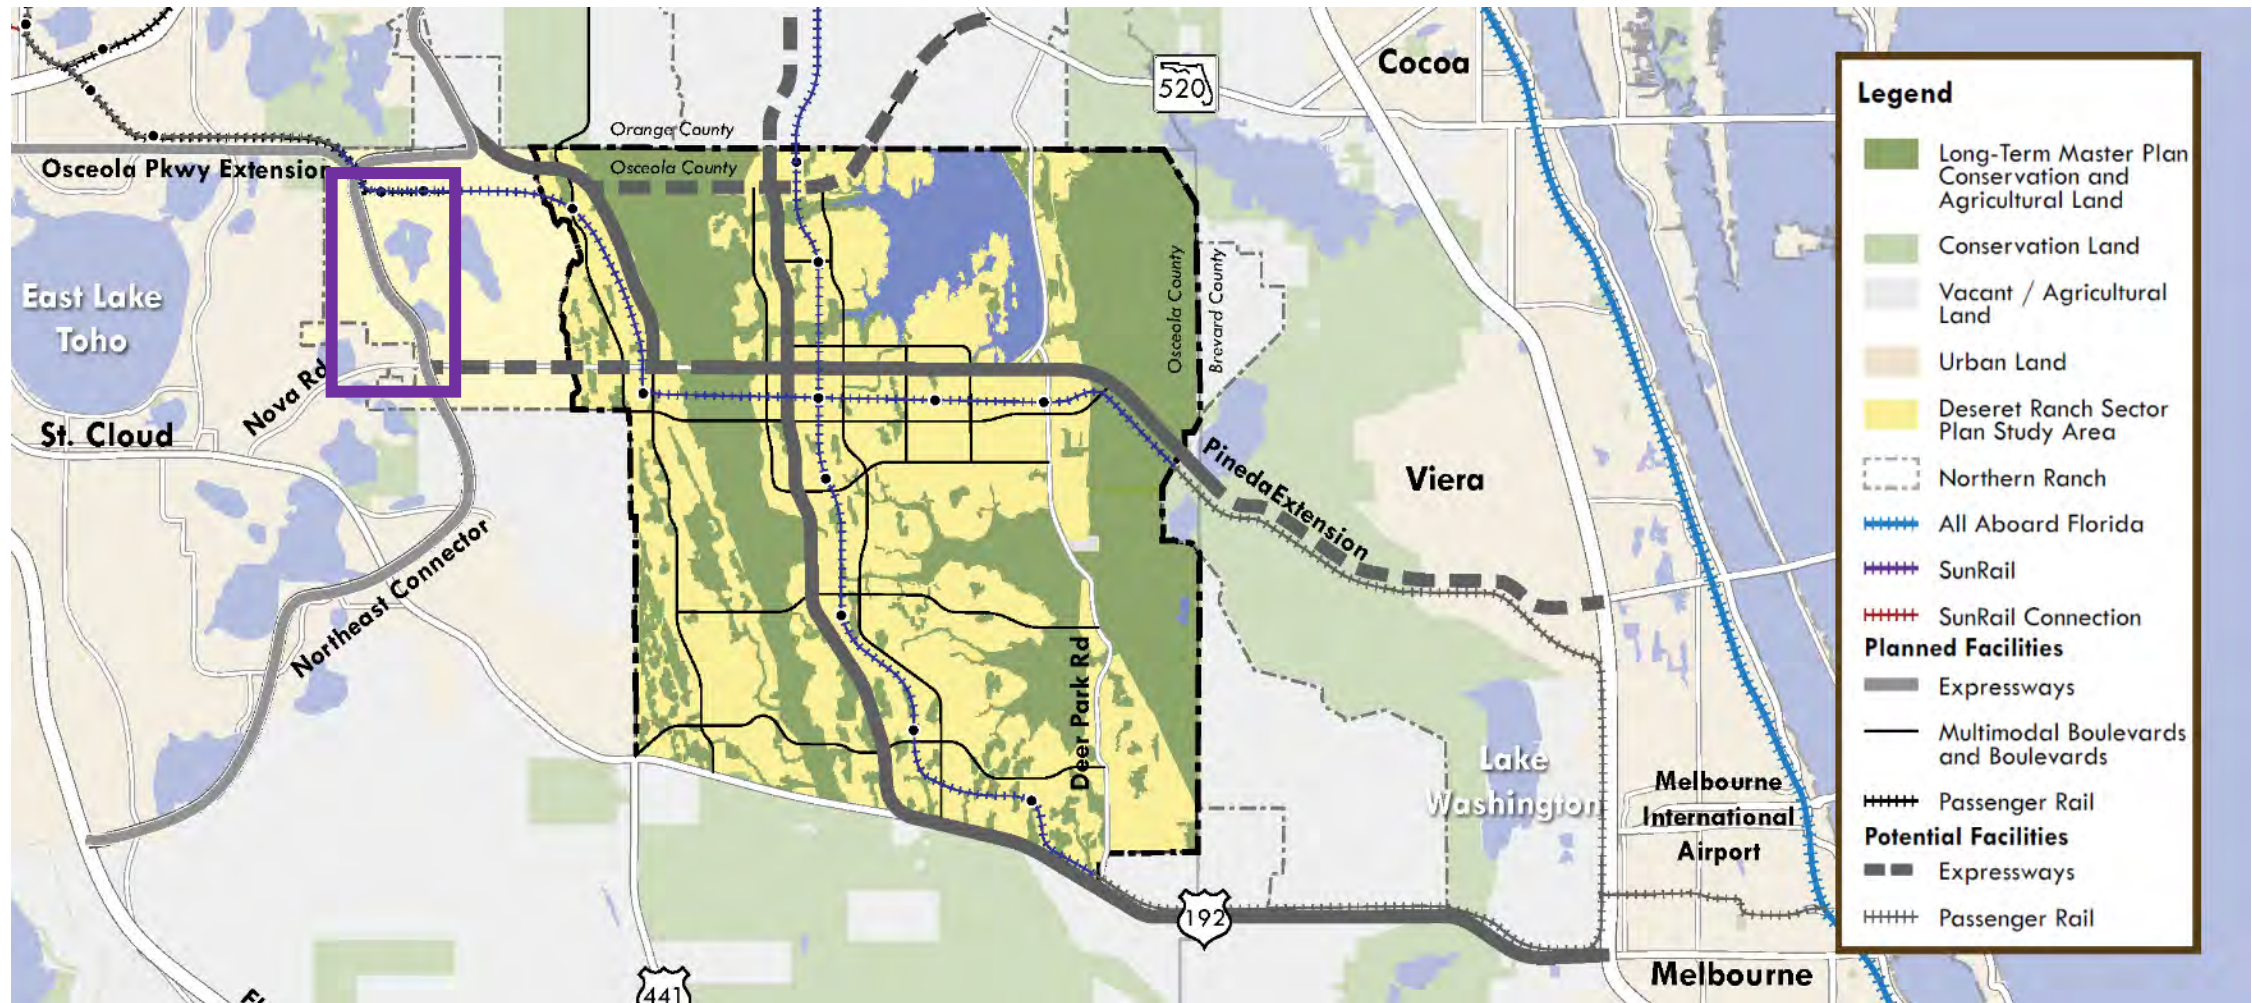 Cocoa
520
Orange County
Osceola County
Osceola Pkwy Extension
East Lake
Toho
Nova Rd
St. Cloud
Northeast Connector
Osceola County
Brevard County
Pineda Extension
Viera
Deer Park Rd
Lake
Washington
Melbourne
International
Airport
192
441
Melbourne
Legend
Long-Term Master Plan
Conservation and
Agricultural Land
Conservation Land
Vacant / Agricultural
Land
Urban Land
Deseret Ranch Sector
Plan Study Area
Northern Ranch
All Aboard Florida
SunRail
SunRail Connection
Planned Facilities
Expressways
Multimodal Boulevards
and Boulevards
Passenger Rail
Potential Facilities
Expressways
Passenger Rail